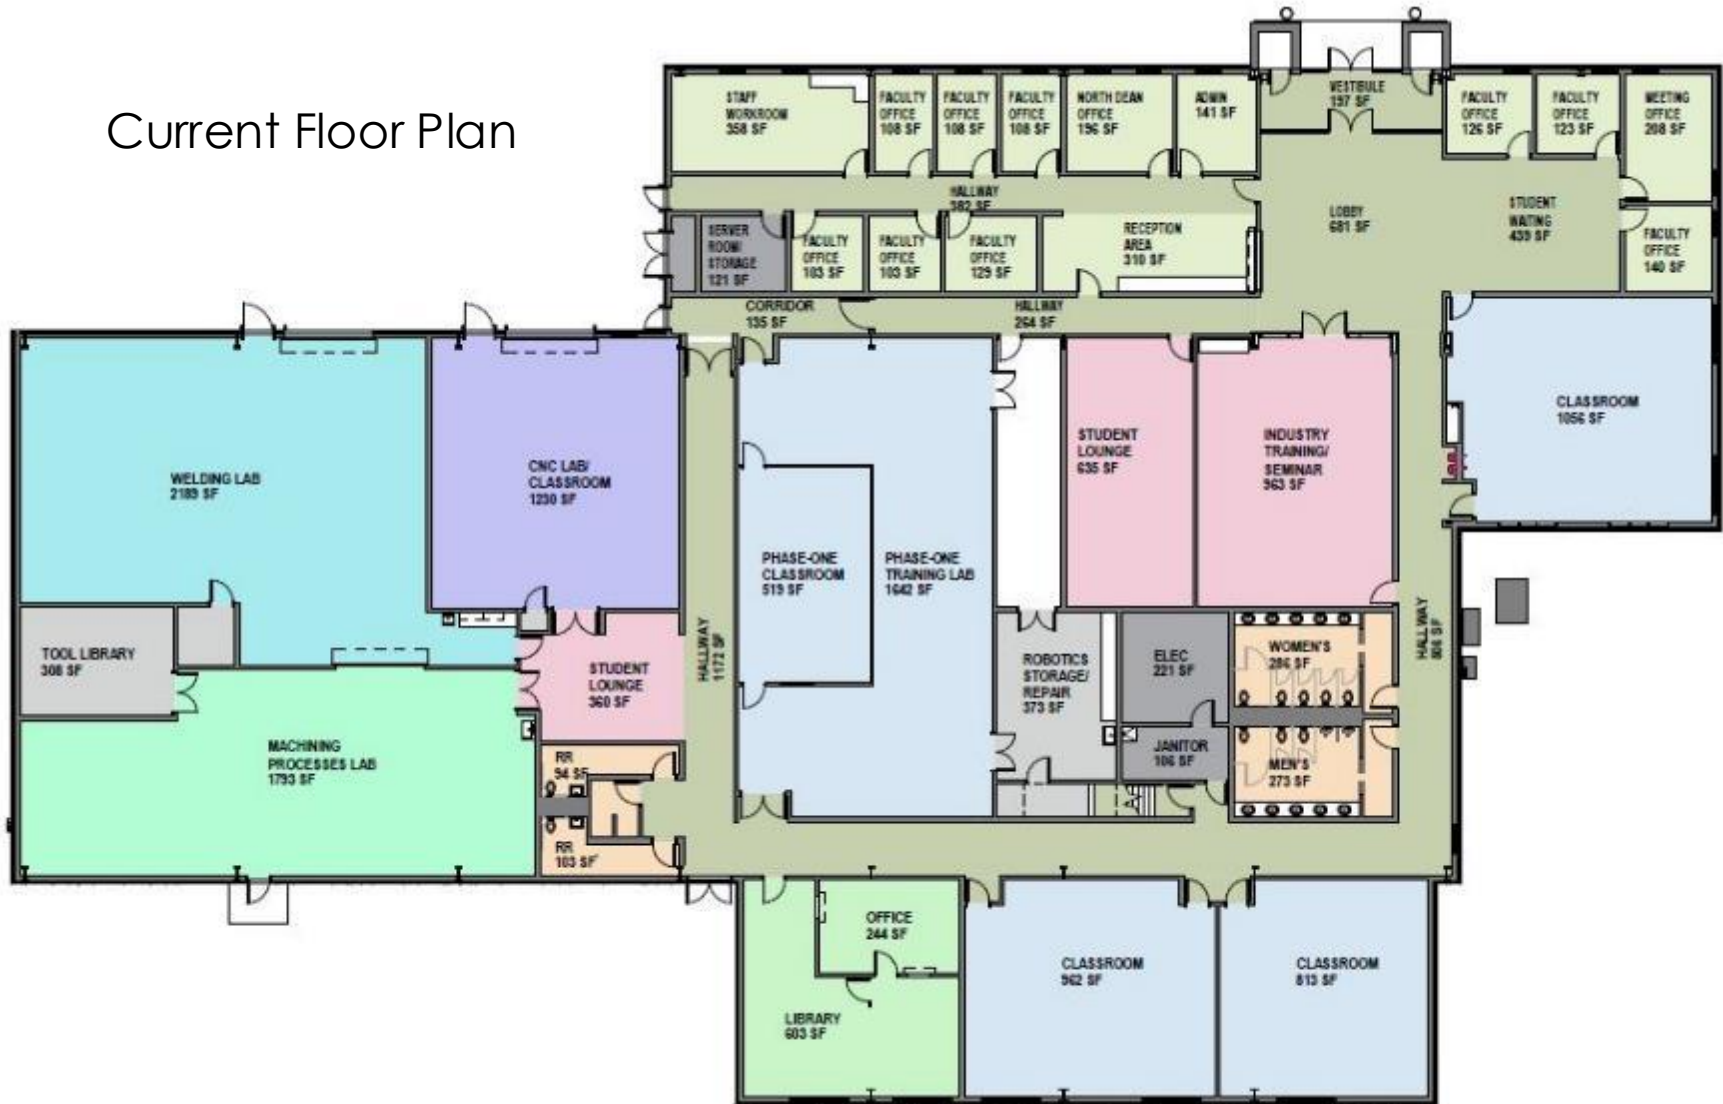 Current Floor Plan
STAFF
WORKROOM
358 SF
FACULTY
OFFICE
108 SF
FACULTY
OFFICE
108 SF
FACULTY
OFFICE
108 SF
NORTH DEAN
OFFICE
196 SF
ADMIN
141 SF
VESTIBULE
197 SF
FACULTY
OFFICE
126 SF
FACULTY
OFFICE
123 SF
MEETING
OFFICE
208 SF
HALLWAY
382 SF
SERVER
ROOM/
STORAGE
121 SF
FACULTY
OFFICE
103 SF
FACULTY
OFFICE
103 SF
FACULTY
OFFICE
129 SF
RECEPTION
AREA
310 SF
LOBBY
681 SF
STUDENT
WAITING
439 SF
FACULTY
OFFICE
140 SF
CORRIDOR
135 SF
HALLWAY
264 SF
WELDING LAB
2189 SF
CNC LAB/
CLASSROOM
1230 SF
STUDENT
LOUNGE
635 SF
INDUSTRY
TRAINING/
SEMINAR
963 SF
CLASSROOM
1056 SF
PHASE-ONE
CLASSROOM
519 SF
PHASE-ONE
TRAINING LAB
1642 SF
TOOL LIBRARY
308 SF
STUDENT
LOUNGE
360 SF
HALLWAY
1172 SF
ROBOTICS
STORAGE/
REPAIR
373 SF
ELEC
221 SF
WOMEN'S
286 SF
HALLWAY
806 SF
MACHINING
PROCESSES LAB
1793 SF
RR
94 SF
JANITOR
106 SF
MEN'S
273 SF
RR
103 SF
OFFICE
244 SF
LIBRARY
603 SF
CLASSROOM
962 SF
CLASSROOM
813 SF